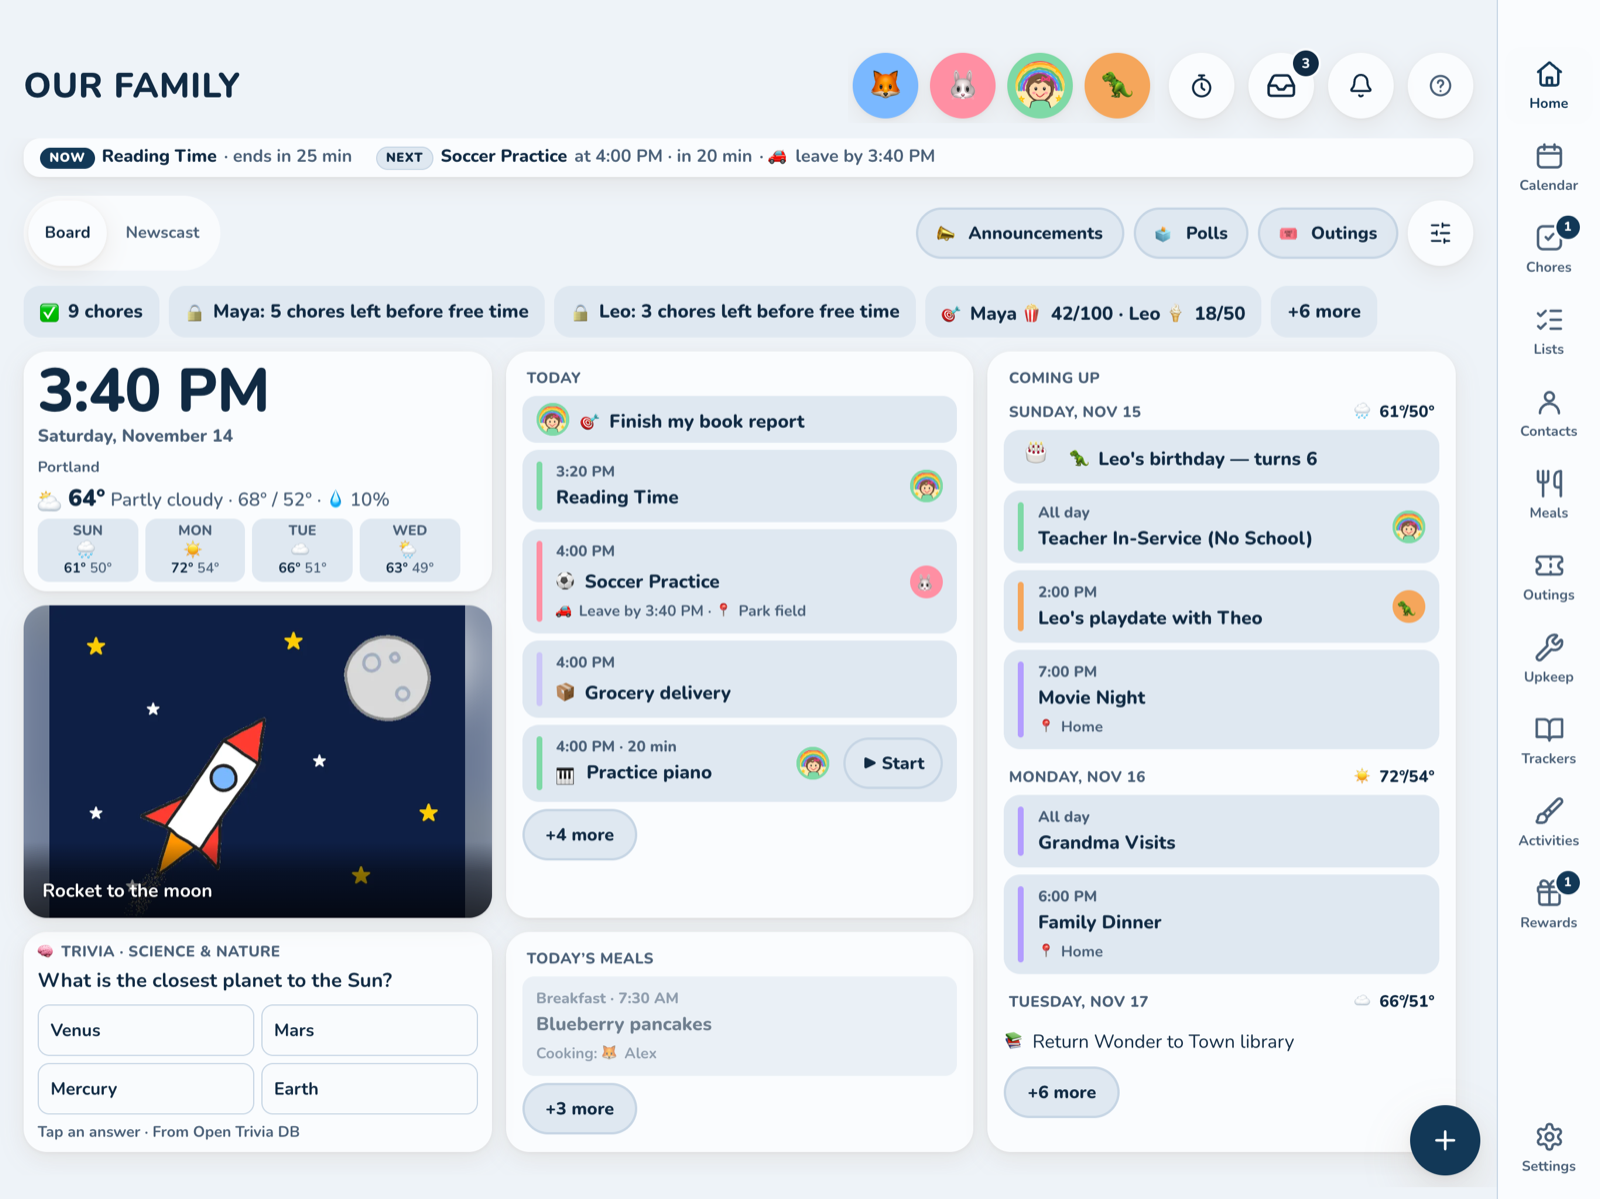 OUR FAMILY
3
NOW Reading Time · ends in 25 min NEXT Soccer Practice at 4:00 PM · in 20 min · leave by 3:40 PM
Board Newscast
Announcements Polls Outings
9 chores
Maya: 5 chores left before free time
Leo: 3 chores left before free time
Maya 42/100 · Leo 18/50
+6 more
3:40 PM
Saturday, November 14
Portland
64° Partly cloudy · 68° / 52° · 10%
SUN MON TUE WED
61° 50° 72° 54° 66° 51° 63° 49°
Rocket to the moon
TRIVIA · SCIENCE & NATURE
What is the closest planet to the Sun?
Venus Mars
Mercury Earth
Tap an answer · From Open Trivia DB
TODAY
Finish my book report
3:20 PM
Reading Time
4:00 PM
Soccer Practice
Leave by 3:40 PM · Park field
4:00 PM
Grocery delivery
4:00 PM · 20 min
Practice piano
Start
+4 more
TODAY'S MEALS
Breakfast · 7:30 AM
Blueberry pancakes
Cooking: Alex
+3 more
COMING UP
SUNDAY, NOV 15 61°/50°
Leo's birthday — turns 6
All day
Teacher In-Service (No School)
2:00 PM
Leo's playdate with Theo
7:00 PM
Movie Night
Home
MONDAY, NOV 16 72°/54°
All day
Grandma Visits
6:00 PM
Family Dinner
Home
TUESDAY, NOV 17 66°/51°
Return Wonder to Town library
+6 more
Home
Calendar
1
Chores
Lists
Contacts
Meals
Outings
Upkeep
Trackers
Activities
1
Rewards
Settings